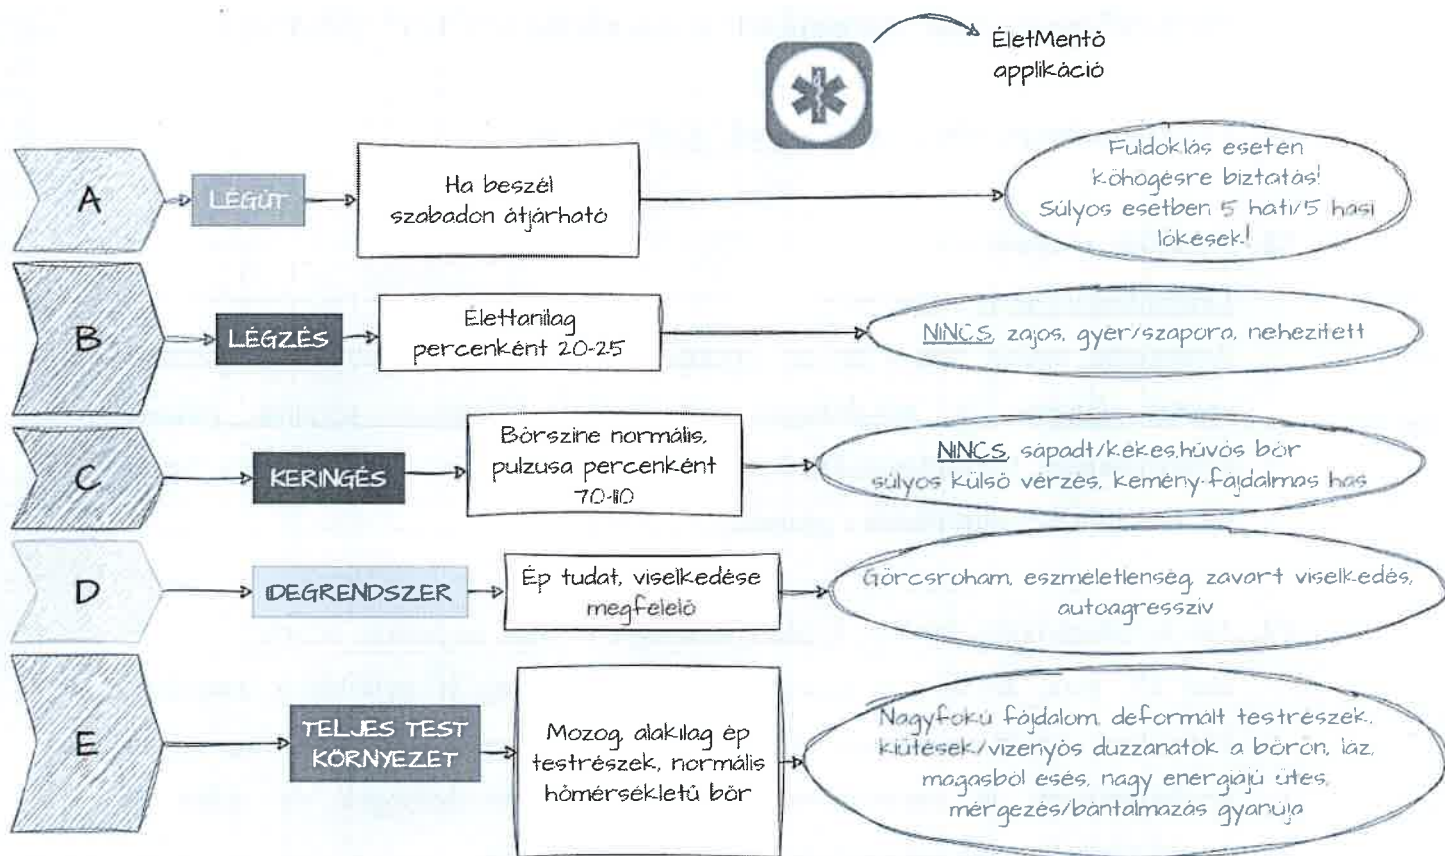 ÉletMentő
applikáció
A
LÉGÚT
Ha beszél
szabadon átjárható
Fuldoklás esetén
köhögésre biztatás!
Súlyos esetben 5 háti/5 hasi
lökések!
B
LÉGZÉS
Élettanilag
percenként 20-25
NINCS, zajos, gyér/szapora, nehezített
C
KERINGÉS
Bőrszíne normális,
pulzusa percenként
70-110
NINCS, sápadt/kékes,hűvös bőr
súlyos külső vérzés, kemény-fájdalmas has
D
IDEGRENDSZER
Ép tudat, viselkedése
megfelelő
Görcsroham, eszméletlenség, zavart viselkedés,
autoagresszív
E
TELJES TEST
KÖRNYEZET
Mozog, alakilag ép
testrészek, normális
hőmérsékletű bőr
Nagyfokú fájdalom, deformált testrészek,
kiütések/vizenyős duzzanatok a bőrön, láz,
magasból esés, nagy energiájú ütés,
mérgezés/bántalmazás gyanúja